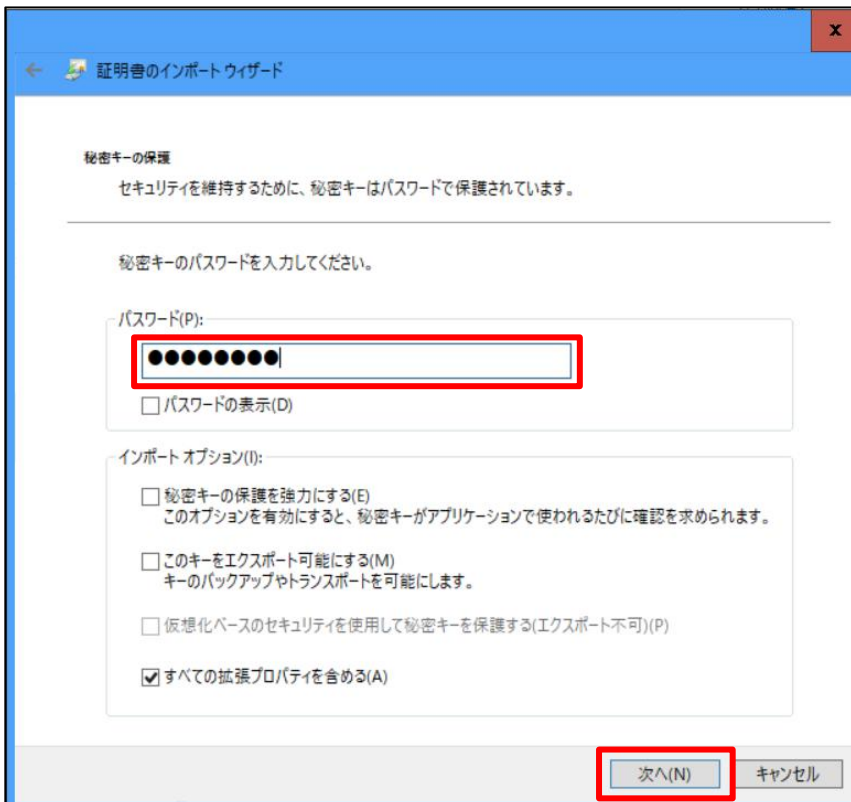 x
証明書のインポート ウィザード
秘密キーの保護
セキュリティを維持するために、秘密キーはパスワードで保護されています。
秘密キーのパスワードを入力してください。
パスワード(P):
●●●●●●●●
パスワードの表示(D)
インポート オプション(I):
秘密キーの保護を強力にする(E)
このオプションを有効にすると、秘密キーがアプリケーションで使われるたびに確認を求められます。
このキーをエクスポート可能にする(M)
キーのバックアップやトランスポートを可能にします。
仮想化ベースのセキュリティを使用して秘密キーを保護する(エクスポート不可)(P)
すべての拡張プロパティを含める(A)
次へ(N) キャンセル